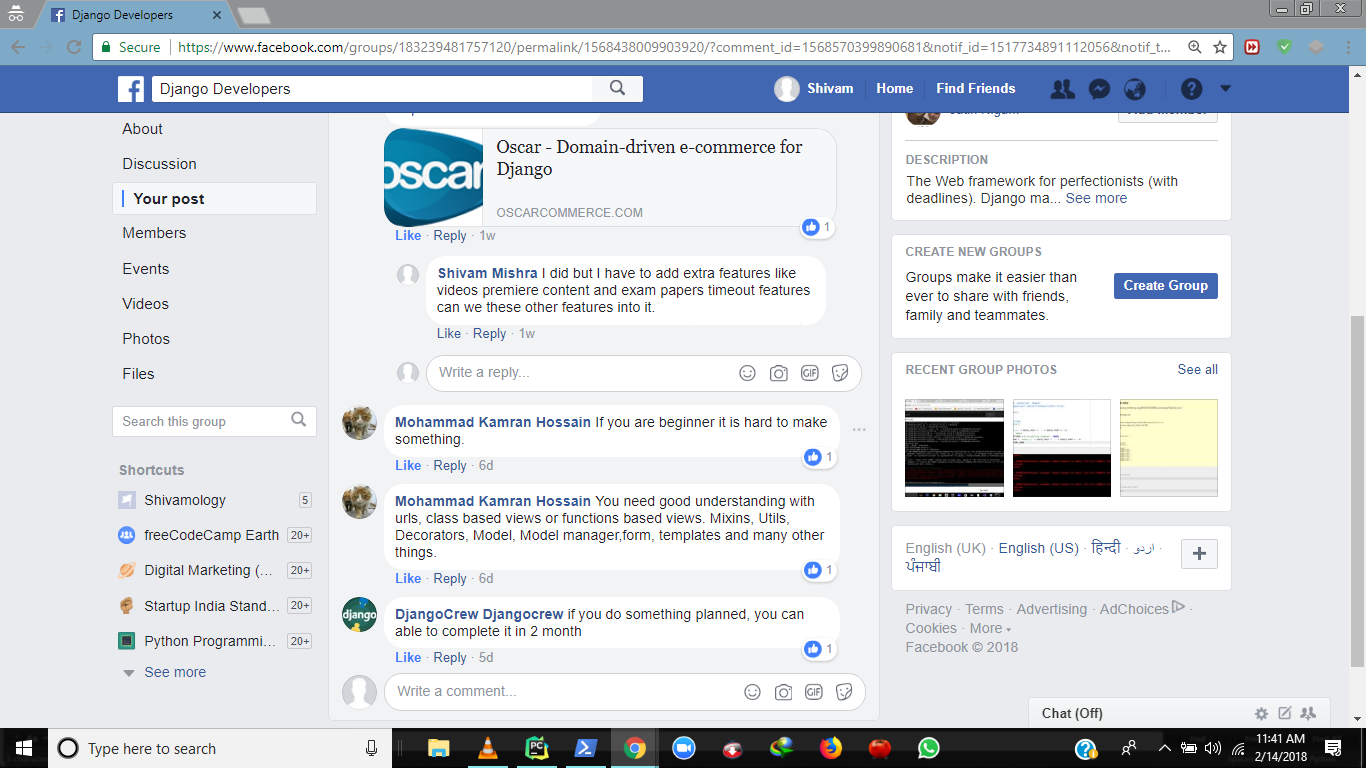 Django Developers
Secure
https://www.facebook.com/groups/183239481757120/permalink/1568438009903920/?comment_id=1568570399890681&notif_id=1517734891112056&notif_t...
Django Developers
Shivam
Home
Find Friends
About
Discussion
Your post
Members
Events
Videos
Photos
Files
Search this group
Shortcuts
Shivamology 5
freeCodeCamp Earth 20+
Digital Marketing (... 20+
Startup India Stand... 20+
Python Programmi... 20+
See more
oscar
Oscar - Domain-driven e-commerce for
Django
OSCARCOMMERCE.COM
1
Like · Reply · 1w
Shivam Mishra I did but I have to add extra features like
videos premiere content and exam papers timeout features
can we these other features into it.
Like · Reply · 1w
Write a reply...
GIF
Mohammad Kamran Hossain If you are beginner it is hard to make
something.
1
Like · Reply · 6d
Mohammad Kamran Hossain You need good understanding with
urls, class based views or functions based views. Mixins, Utils,
Decorators, Model, Model manager,form, templates and many other
things.
1
Like · Reply · 6d
django
DjangoCrew Djangocrew if you do something planned, you can
able to complete it in 2 month
1
Like · Reply · 5d
Write a comment...
GIF
DESCRIPTION
The Web framework for perfectionists (with
deadlines). Django ma... See more
CREATE NEW GROUPS
Groups make it easier than
ever to share with friends,
family and teammates.
Create Group
RECENT GROUP PHOTOS
See all
English (UK) · English (US) · हिन्दी · اردو ·
ਪੰਜਾਬੀ
Privacy · Terms · Advertising · AdChoices ·
Cookies · More
Facebook © 2018
Chat (Off)
Type here to search
PC
11:41 AM
2/14/2018